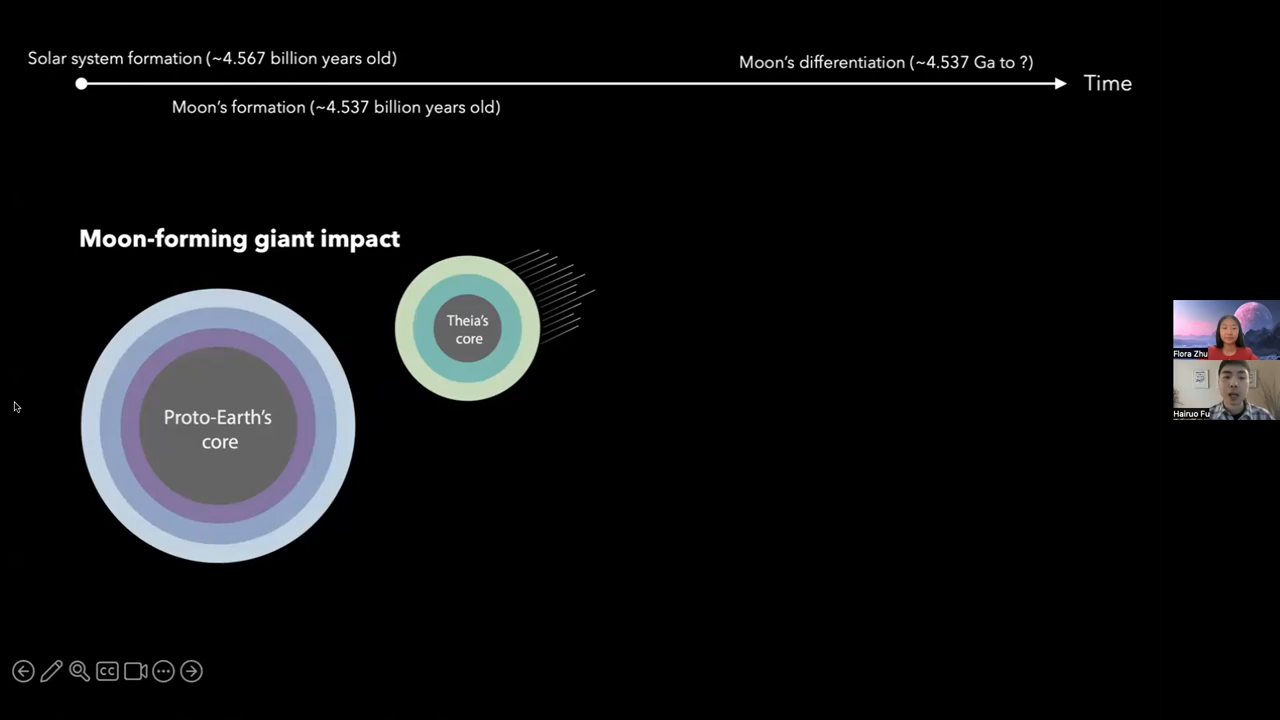 Solar system formation (~4.567 billion years old)
Moon's differentiation (~4.537 Ga to ?)
Time
Moon's formation (~4.537 billion years old)
Moon-forming giant impact
Theia's
core
Proto-Earth's
core
Flora Zhu
Hairuo Fu
CC